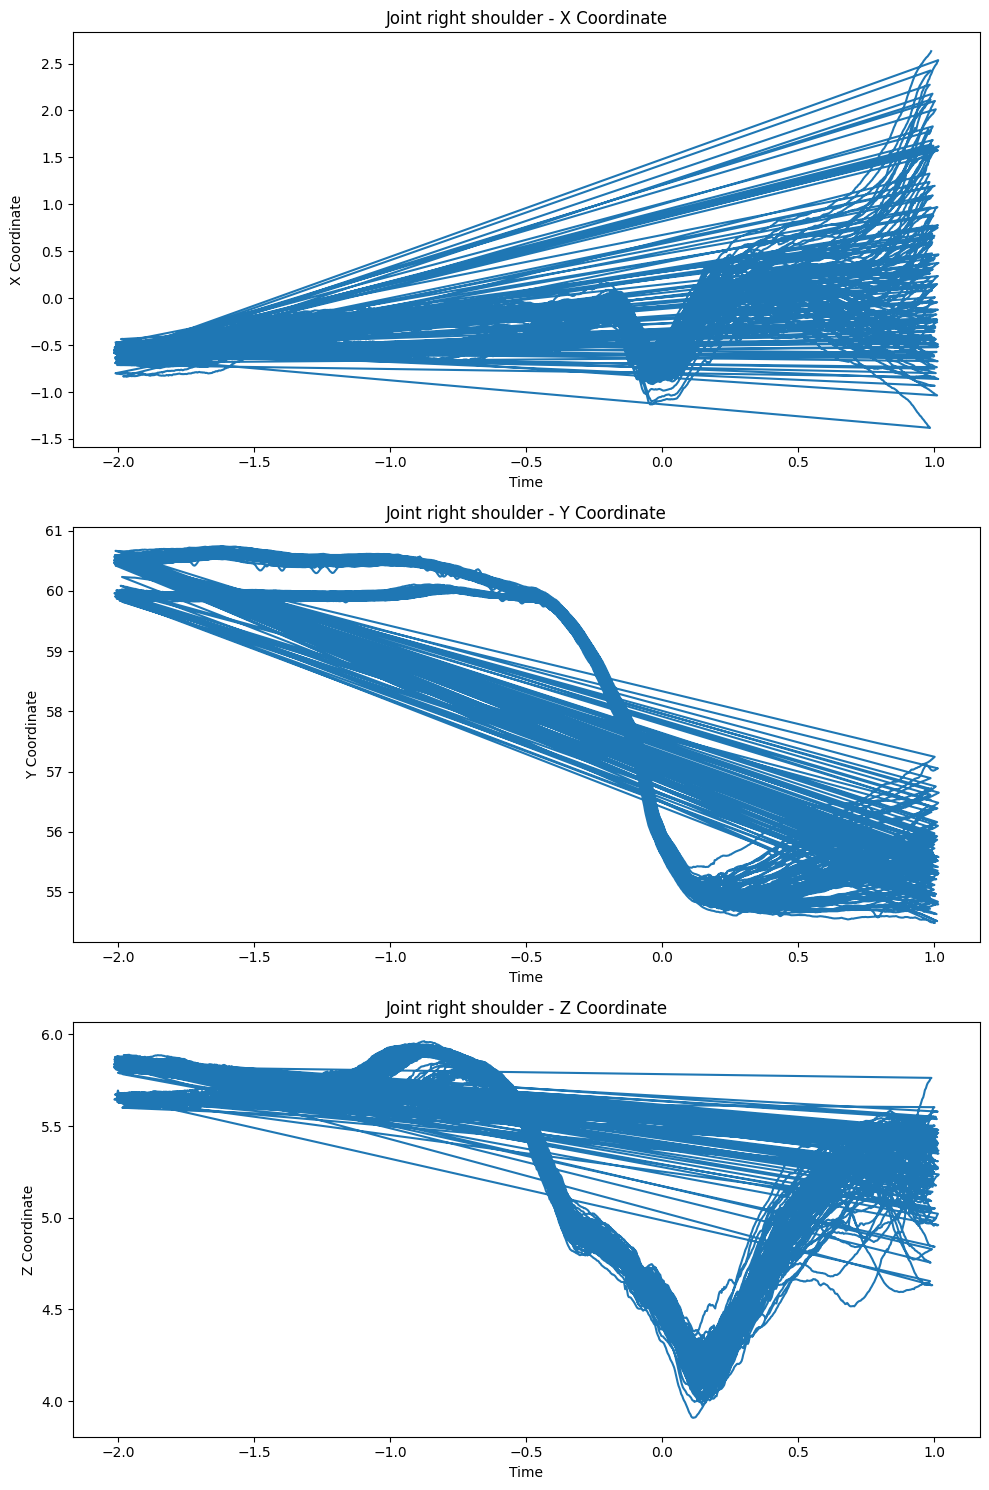 Joint right shoulder - X Coordinate
X Coordinate
2.5
2.0
1.5
1.0
0.5
0.0
−0.5
−1.0
−1.5
−2.0 −1.5 −1.0 −0.5 0.0 0.5 1.0
Time
Joint right shoulder - Y Coordinate
Y Coordinate
61
60
59
58
57
56
55
−2.0 −1.5 −1.0 −0.5 0.0 0.5 1.0
Time
Joint right shoulder - Z Coordinate
Z Coordinate
6.0
5.5
5.0
4.5
4.0
−2.0 −1.5 −1.0 −0.5 0.0 0.5 1.0
Time